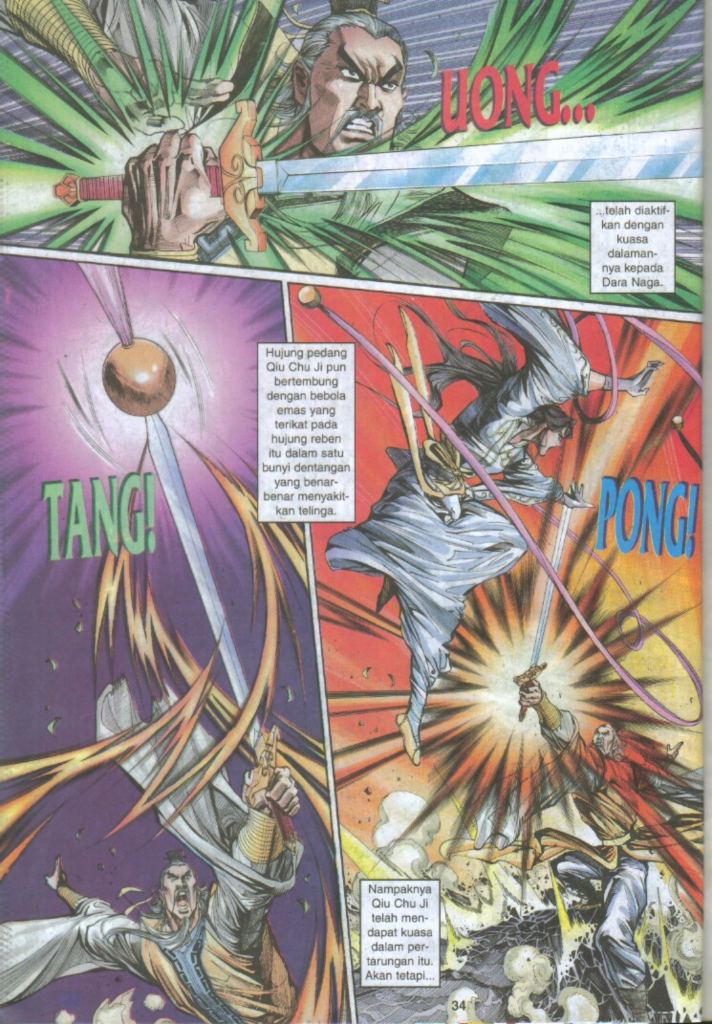 UONG...
...telah diaktif-
kan dengan
kuasa
dalaman-
nya kepada
Dara Naga.
Hujung pedang
Qiu Chu Ji pun
bertembung
dengan bebola
emas yang
terikat pada
hujung reben
itu dalam satu
bunyi dentangan
yang benar-
benar menyakit-
kan telinga.
TANG!
PONG!
Nampaknya
Qiu Chu Ji
telah men-
dapat kuasa
dalam per-
tarungan itu.
Akan tetapi...
34